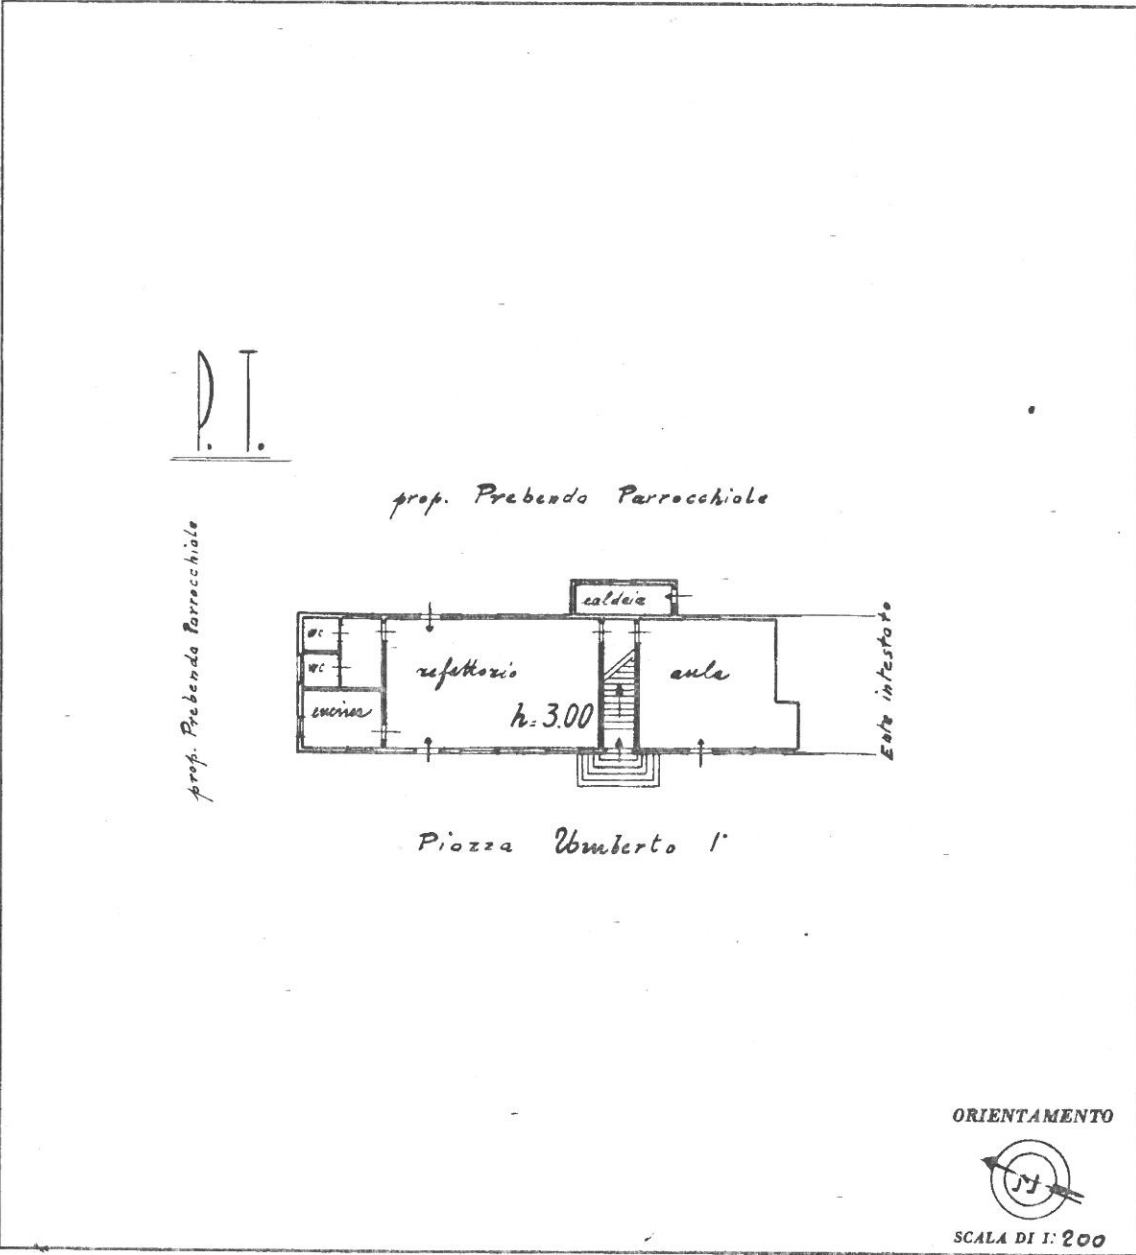 P. T.
prop. Prebenda Parrocchiale
prop. Prebenda Parrocchiale
caldaia
WC
WC
refettorio
aula
cucina
h=3.00
Ente intestato
Piazza Umberto I°
ORIENTAMENTO
N
SCALA DI 1:200